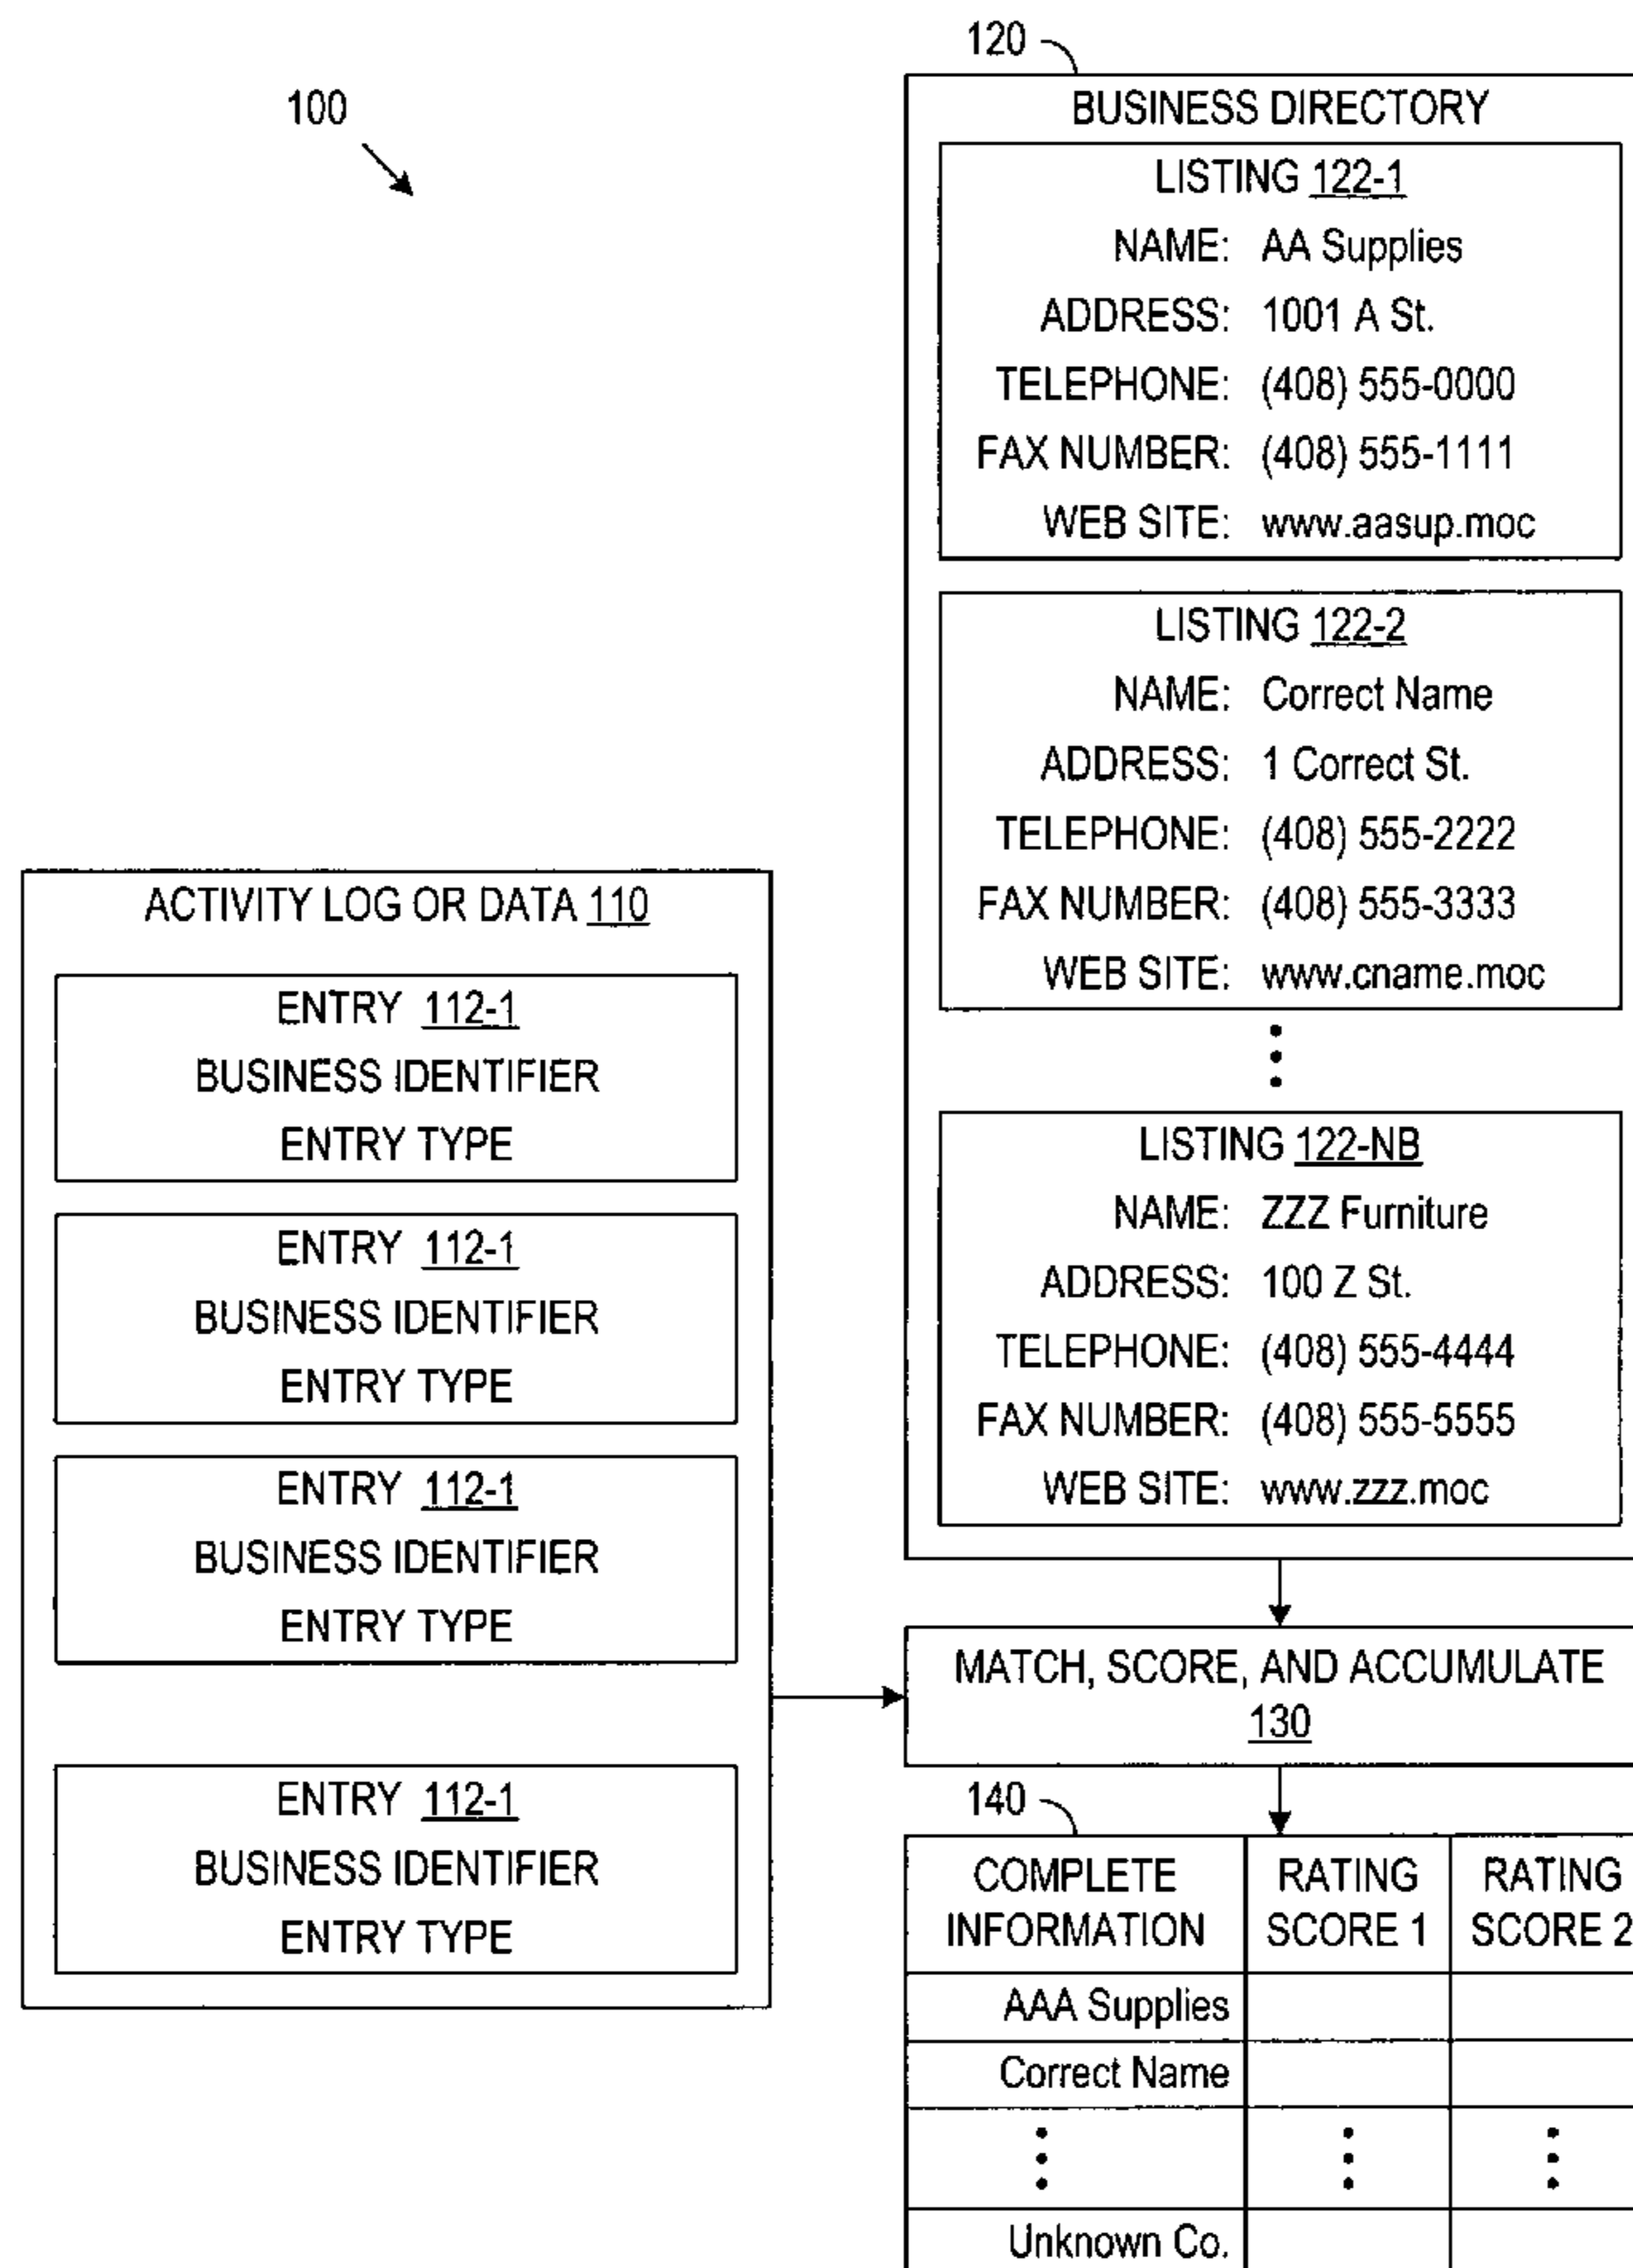 100
120
BUSINESS DIRECTORY
LISTING 122-1
NAME: AA Supplies
ADDRESS: 1001 A St.
TELEPHONE: (408) 555-0000
FAX NUMBER: (408) 555-1111
WEB SITE: www.aasup.moc
LISTING 122-2
NAME: Correct Name
ADDRESS: 1 Correct St.
TELEPHONE: (408) 555-2222
FAX NUMBER: (408) 555-3333
WEB SITE: www.cname.moc
LISTING 122-NB
NAME: ZZZ Furniture
ADDRESS: 100 Z St.
TELEPHONE: (408) 555-4444
FAX NUMBER: (408) 555-5555
WEB SITE: www.zzz.moc
ACTIVITY LOG OR DATA 110
ENTRY 112-1
BUSINESS IDENTIFIER
ENTRY TYPE
ENTRY 112-1
BUSINESS IDENTIFIER
ENTRY TYPE
ENTRY 112-1
BUSINESS IDENTIFIER
ENTRY TYPE
ENTRY 112-1
BUSINESS IDENTIFIER
ENTRY TYPE
MATCH, SCORE, AND ACCUMULATE
130
140
COMPLETE INFORMATION
RATING SCORE 1
RATING SCORE 2
AAA Supplies
Correct Name
Unknown Co.